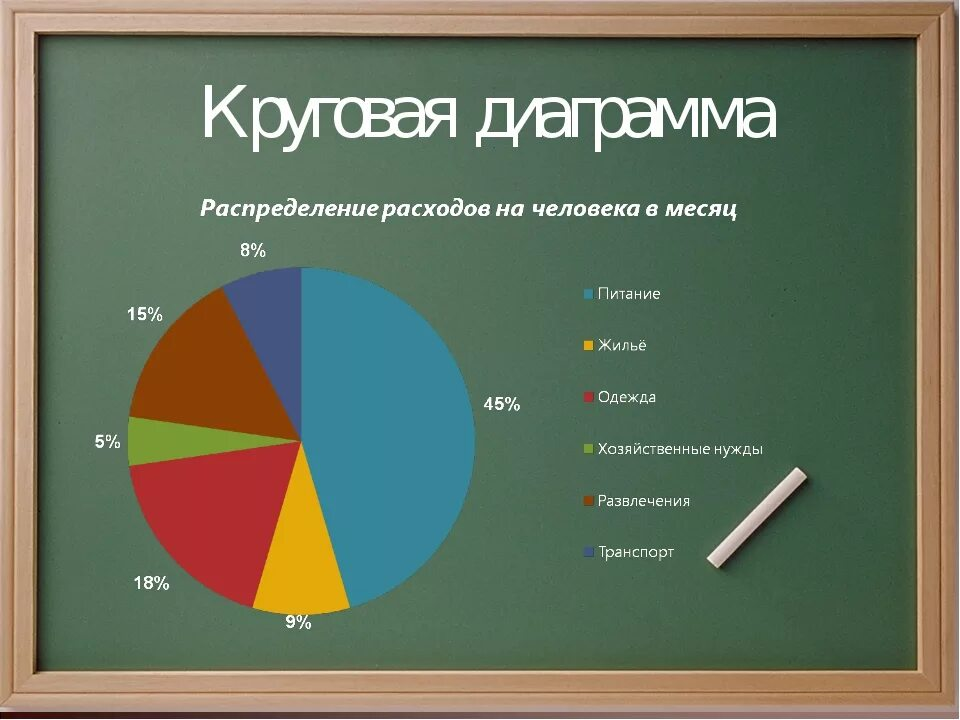 Круговая диаграмма
Распределение расходов на человека в месяц
8%
15%
Питание
Жильё
Одежда
45%
5%
Хозяйственные нужды
Развлечения
Транспорт
18%
9%